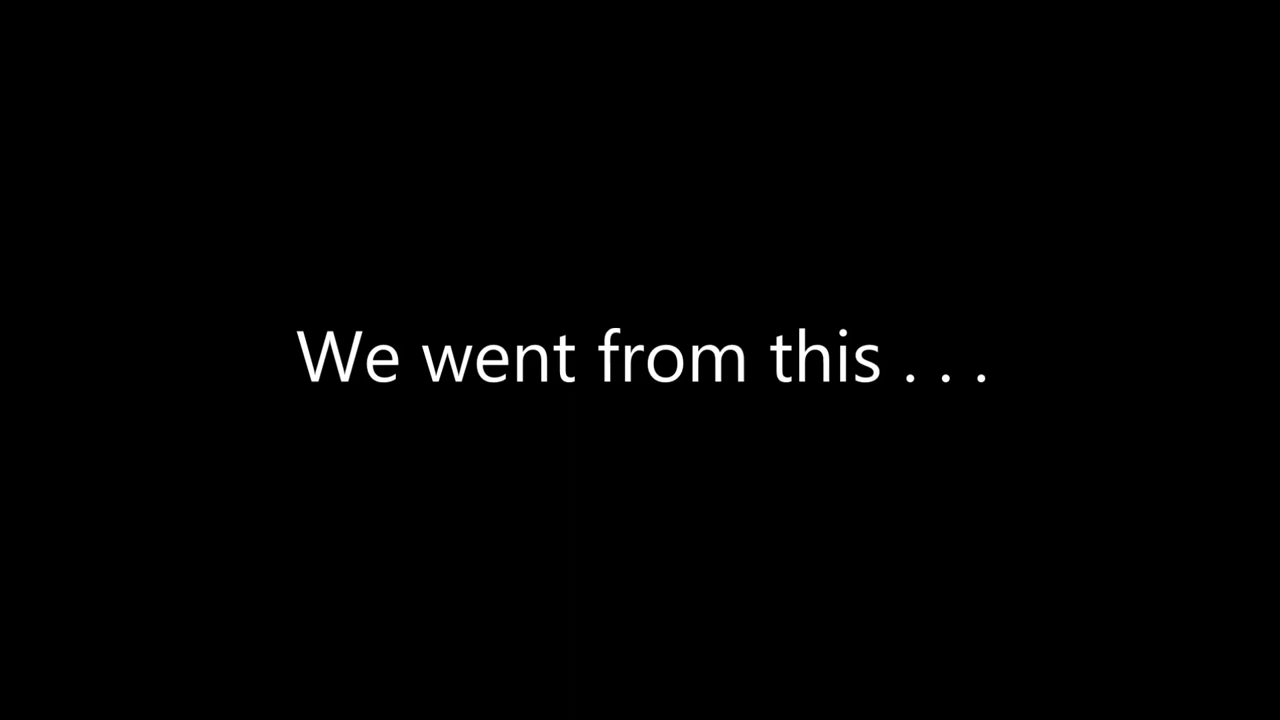 We went from this . . .